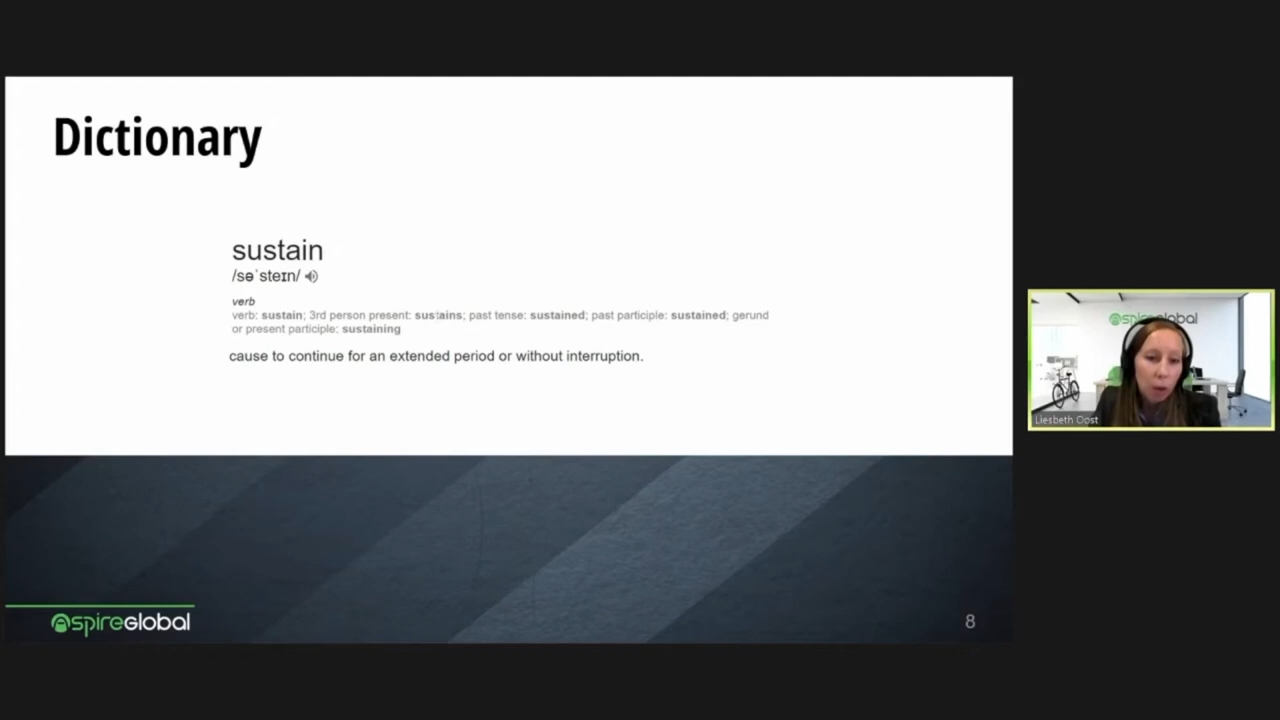 Dictionary
sustain
/səˈsteɪn/
verb
verb: sustain; 3rd person present: sustains; past tense: sustained; past participle: sustained; gerund
or present participle: sustaining
cause to continue for an extended period or without interruption.
aspireglobal
8
aspireglobal
Liesbeth Oost